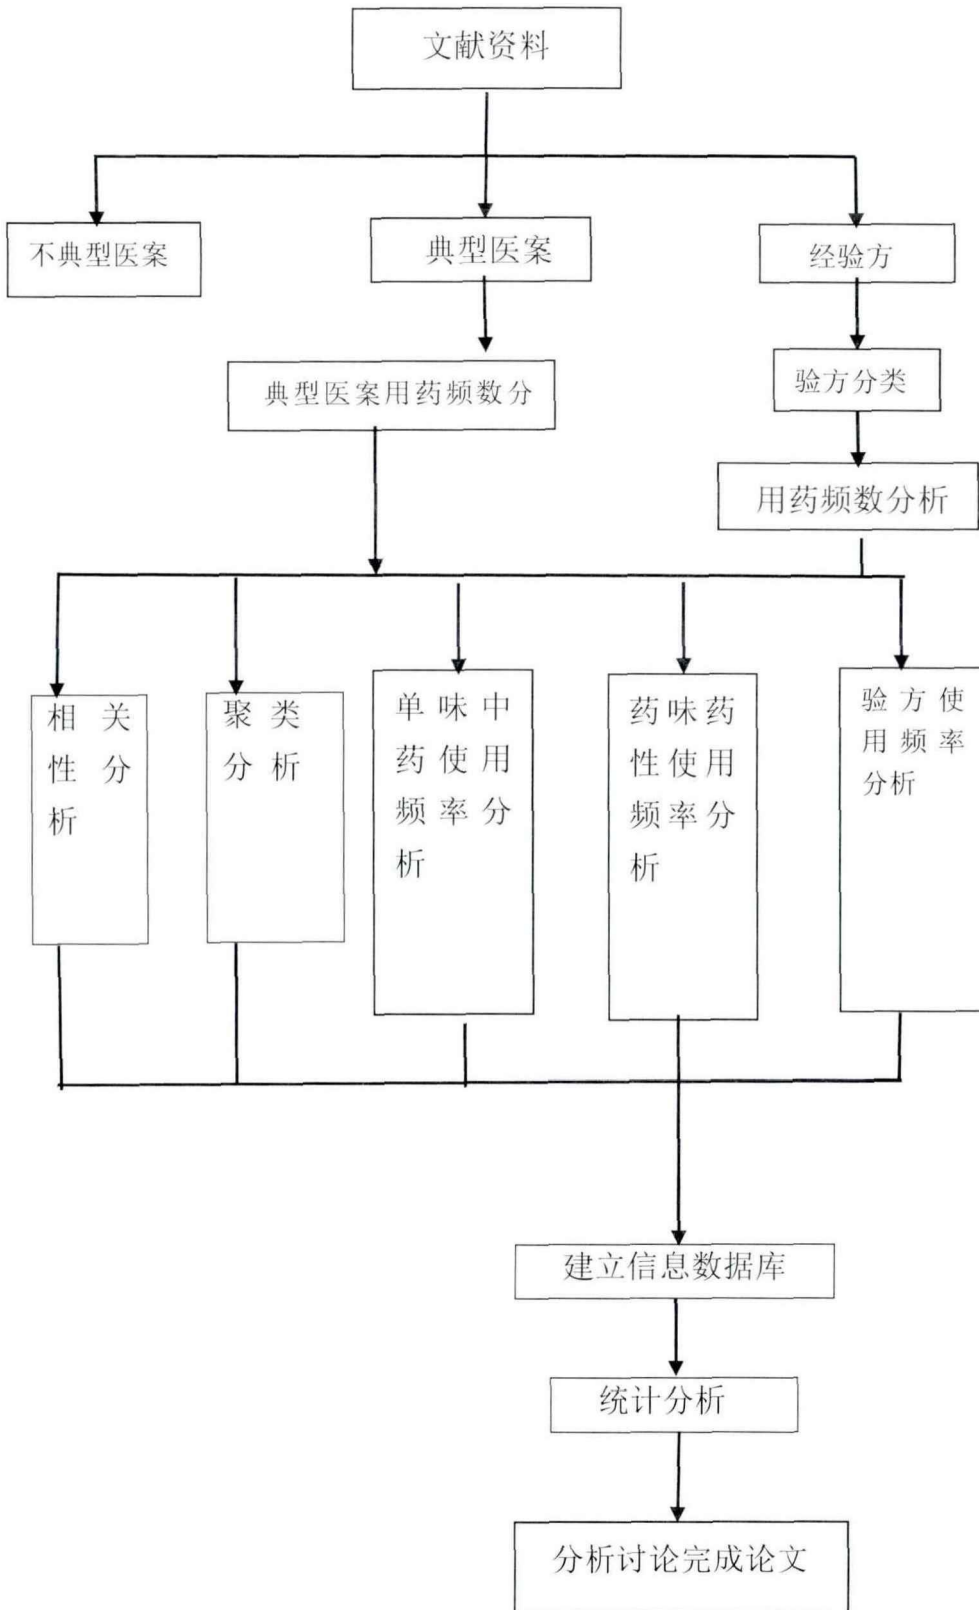 文献资料
不典型医案
典型医案
经验方
典型医案用药频数分
验方分类
用药频数分析
相关
性分
析
聚类
分析
单味中
药使用
频率分
析
药味药
性使用
频率分
析
验方使
用频率
分析
建立信息数据库
统计分析
分析讨论完成论文